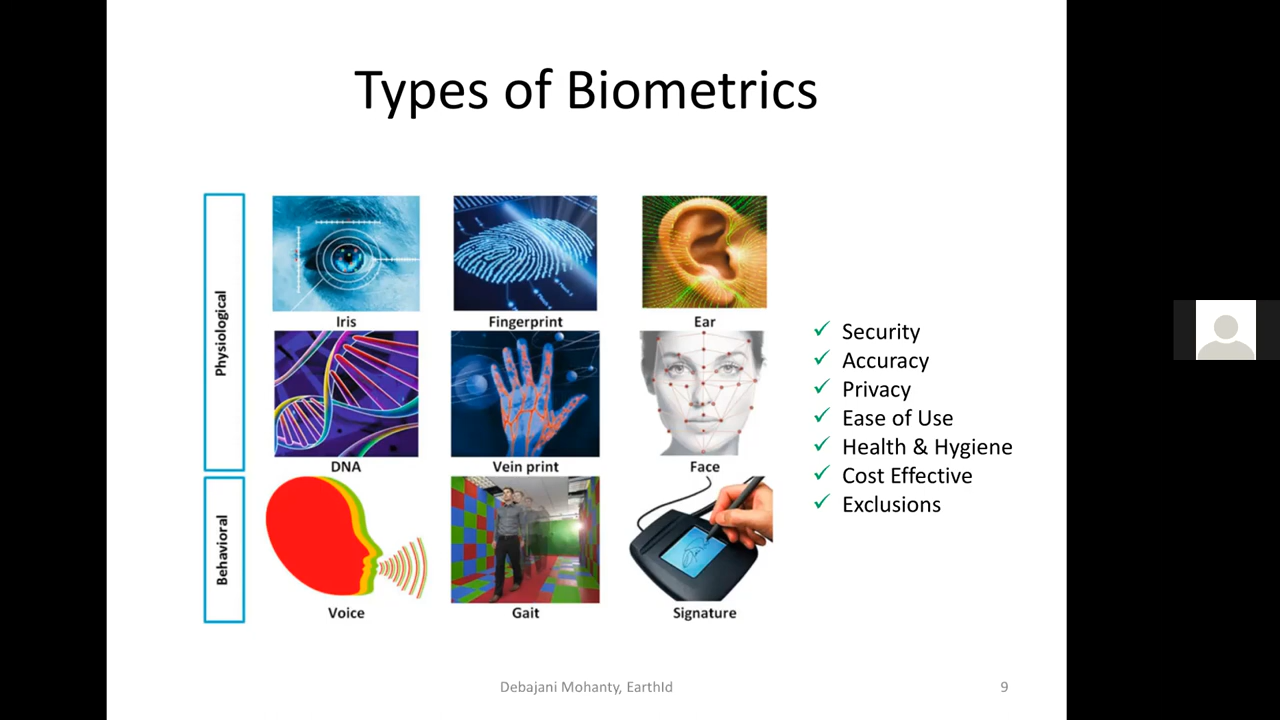 Types of Biometrics
Physiological
Iris
Fingerprint
Ear
DNA
Vein print
Face
Behavioral
Voice
Gait
Signature
Security
Accuracy
Privacy
Ease of Use
Health & Hygiene
Cost Effective
Exclusions
Debajani Mohanty, EarthId
9